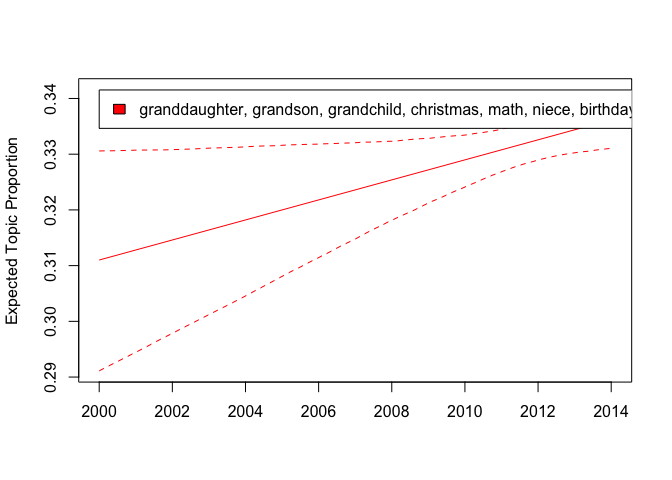 granddaughter, grandson, grandchild, christmas, math, niece, birthday
0.34
0.33
0.32
0.31
0.30
0.29
Expected Topic Proportion
2000 2002 2004 2006 2008 2010 2012 2014